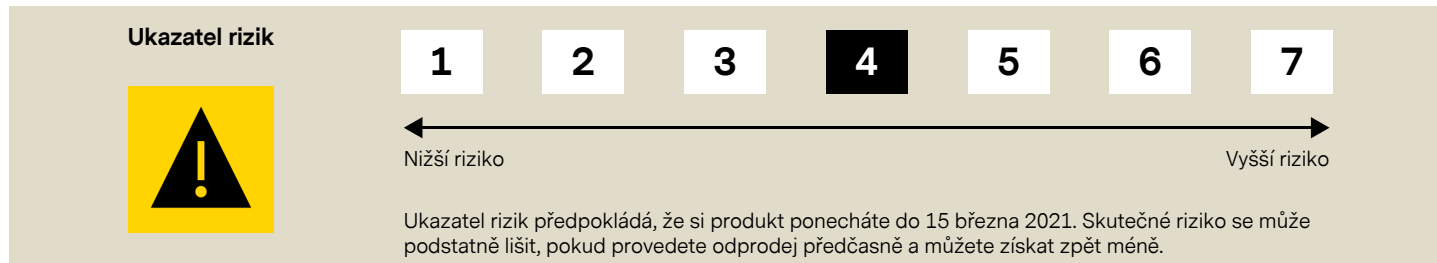 Ukazatel rizik
1 2 3 4 5 6 7
Nižší riziko Vyšší riziko
Ukazatel rizik předpokládá, že si produkt ponecháte do 15 března 2021. Skutečné riziko se může
podstatně lišit, pokud provedete odprodej předčasně a můžete získat zpět méně.